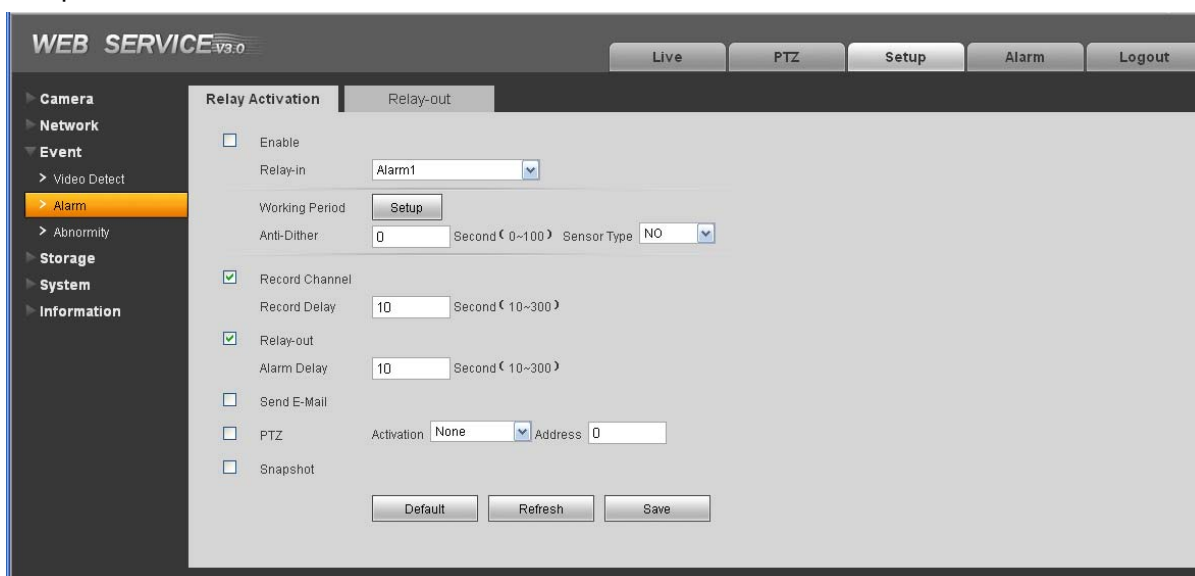 WEB SERVICE V3.0
Live PTZ Setup Alarm Logout
Camera
Network
Event
> Video Detect
> Alarm
> Abnormity
Storage
System
Information
Relay Activation Relay-out
Enable
Relay-in Alarm1
Working Period Setup
Anti-Dither 0 Second ( 0~100 ) Sensor Type NO
Record Channel
Record Delay 10 Second ( 10~300 )
Relay-out
Alarm Delay 10 Second ( 10~300 )
Send E-Mail
PTZ Activation None Address 0
Snapshot
Default Refresh Save